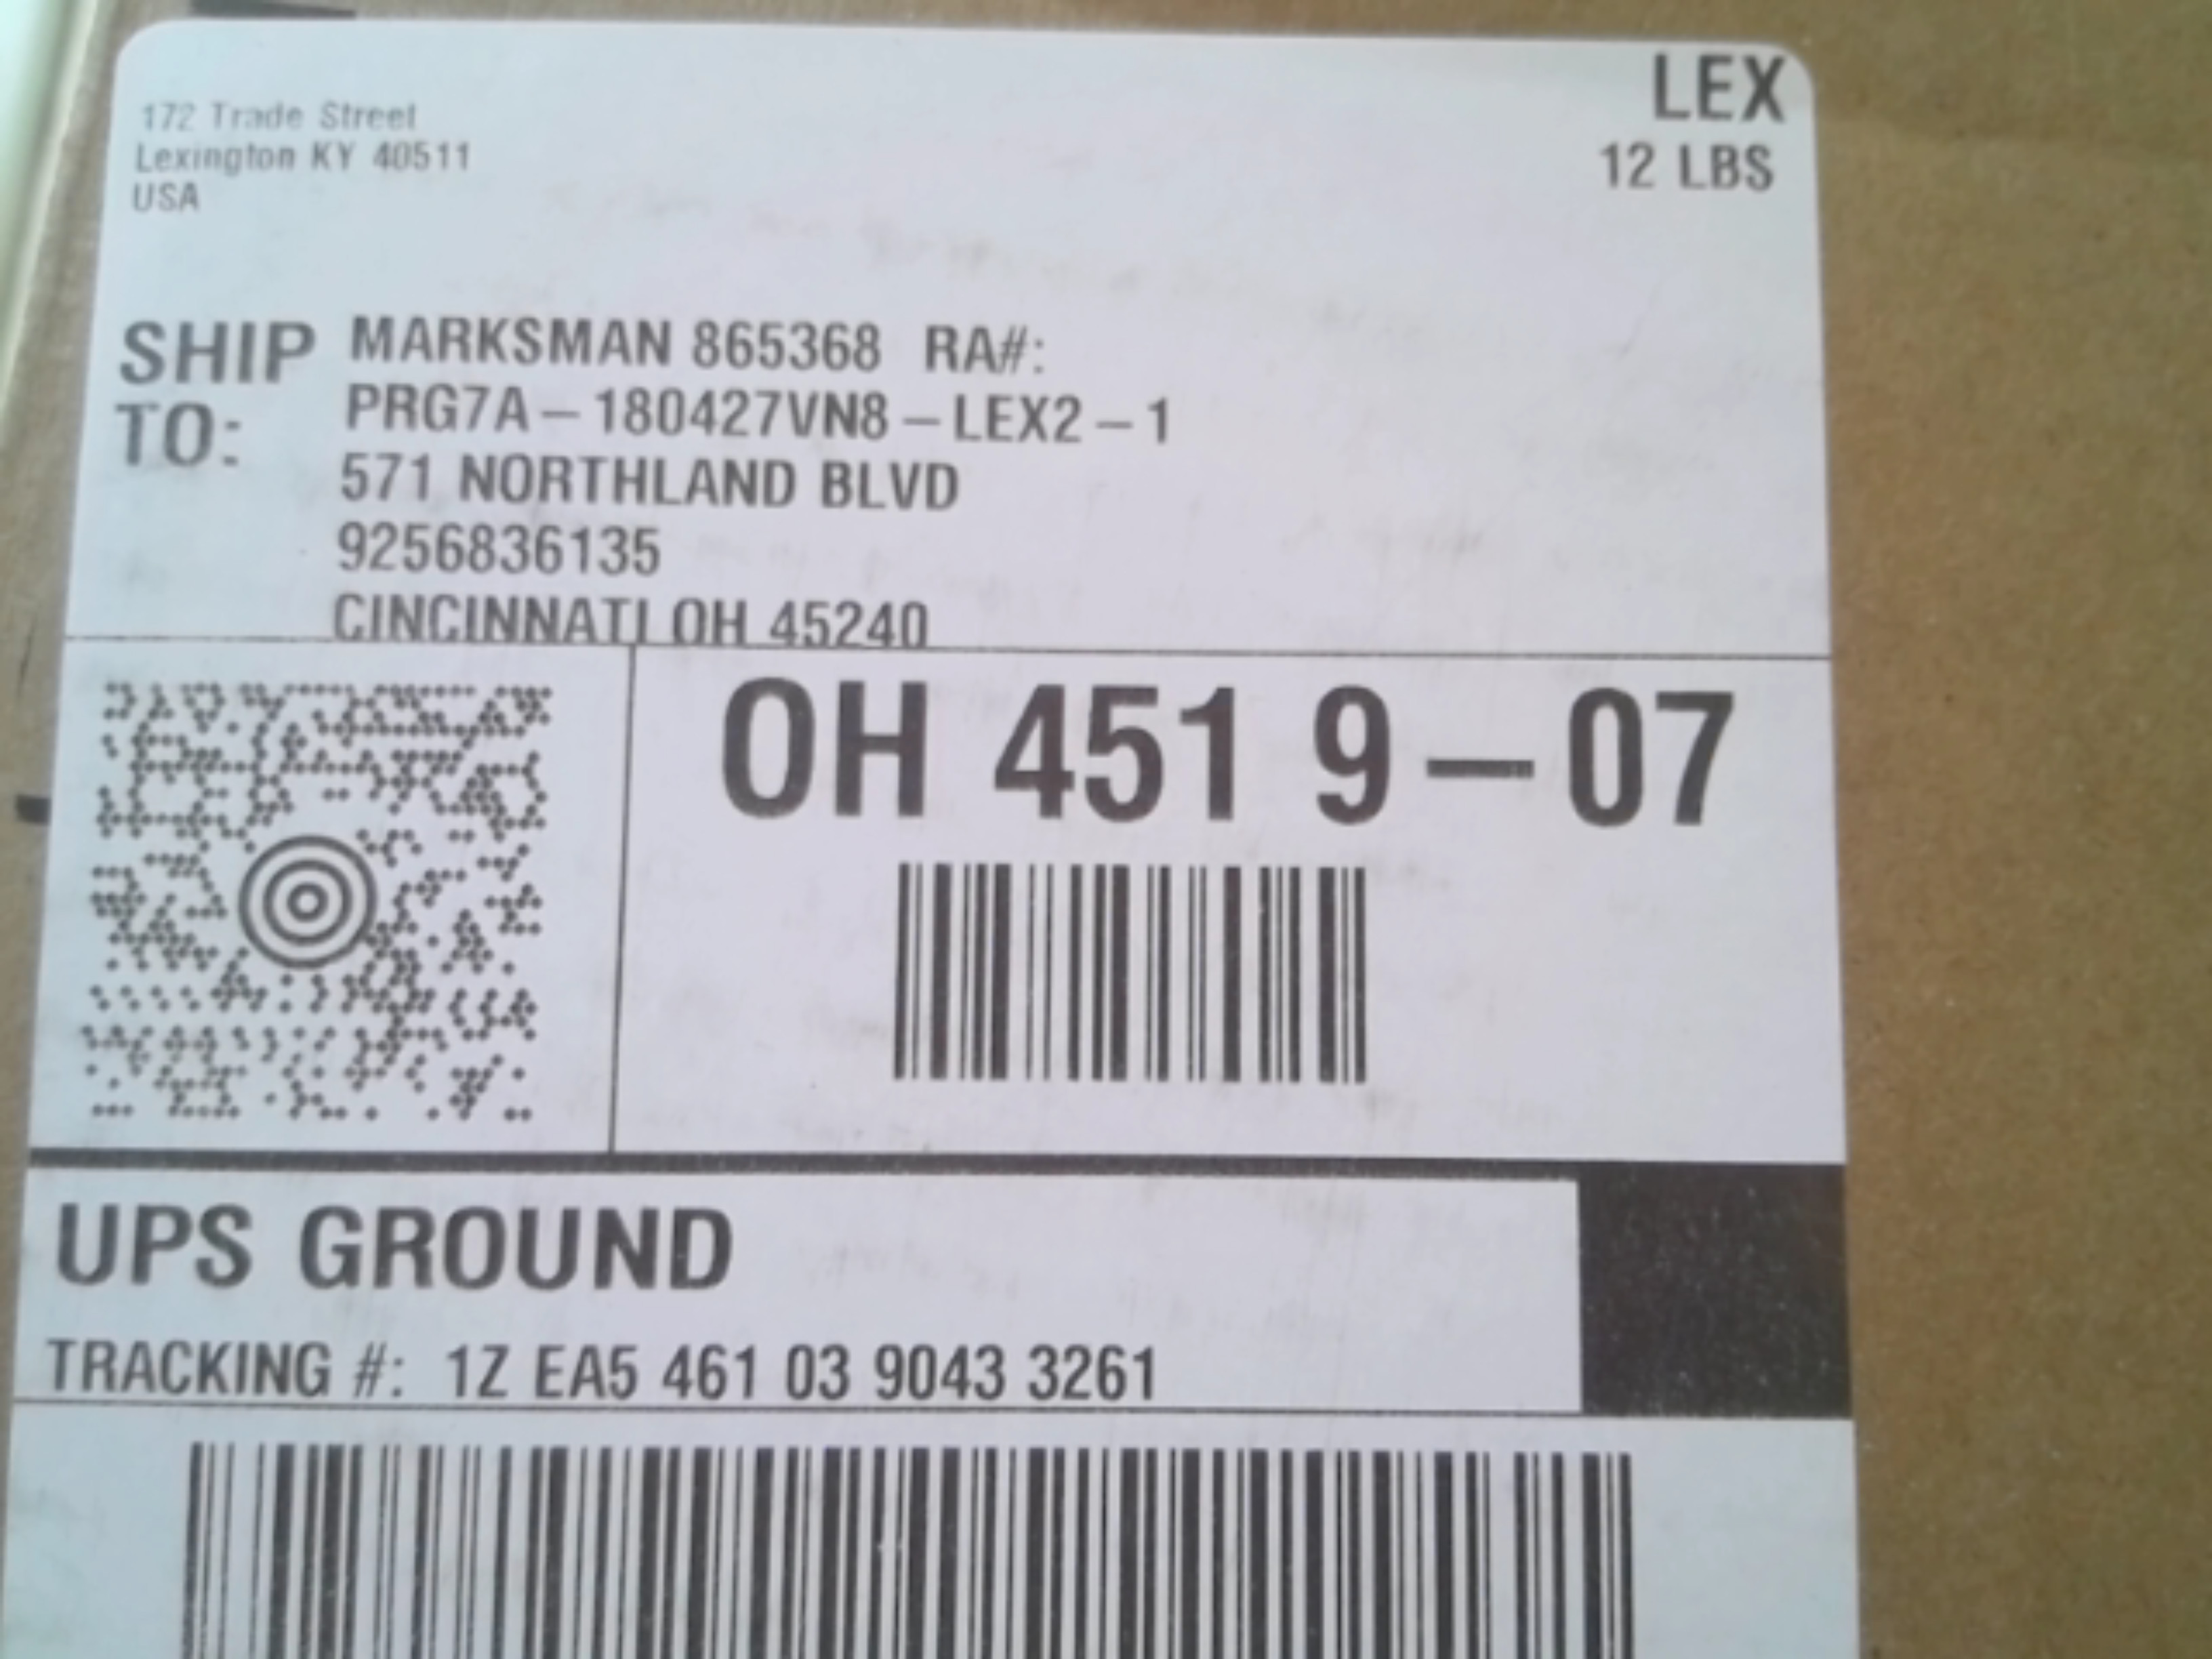 172 Trade Street
Lexington KY 40511
USA
LEX
12 LBS
SHIP TO:
MARKSMAN 865368 RA#:
PRG7A – 180427VN8 – LEX2 – 1
571 NORTHLAND BLVD
9256836135
CINCINNATI OH 45240
OH 451 9 – 07
UPS GROUND
TRACKING #: 1Z EA5 461 03 9043 3261